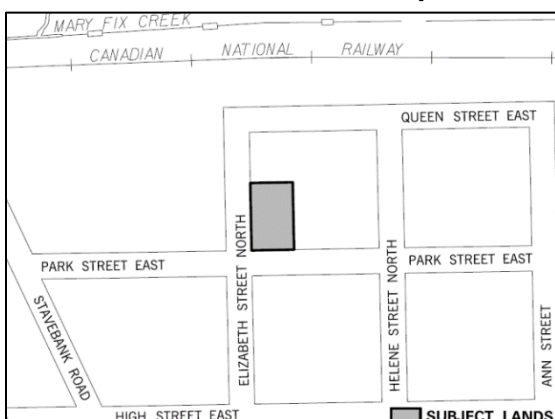 MARY FIX CREEK
CANADIAN NATIONAL RAILWAY
QUEEN STREET EAST
ELIZABETH STREET NORTH
HELENE STREET NORTH
PARK STREET EAST
PARK STREET EAST
STAVEBANK ROAD
ANN STREET
HIGH STREET EAST
SUBJECT LANDS